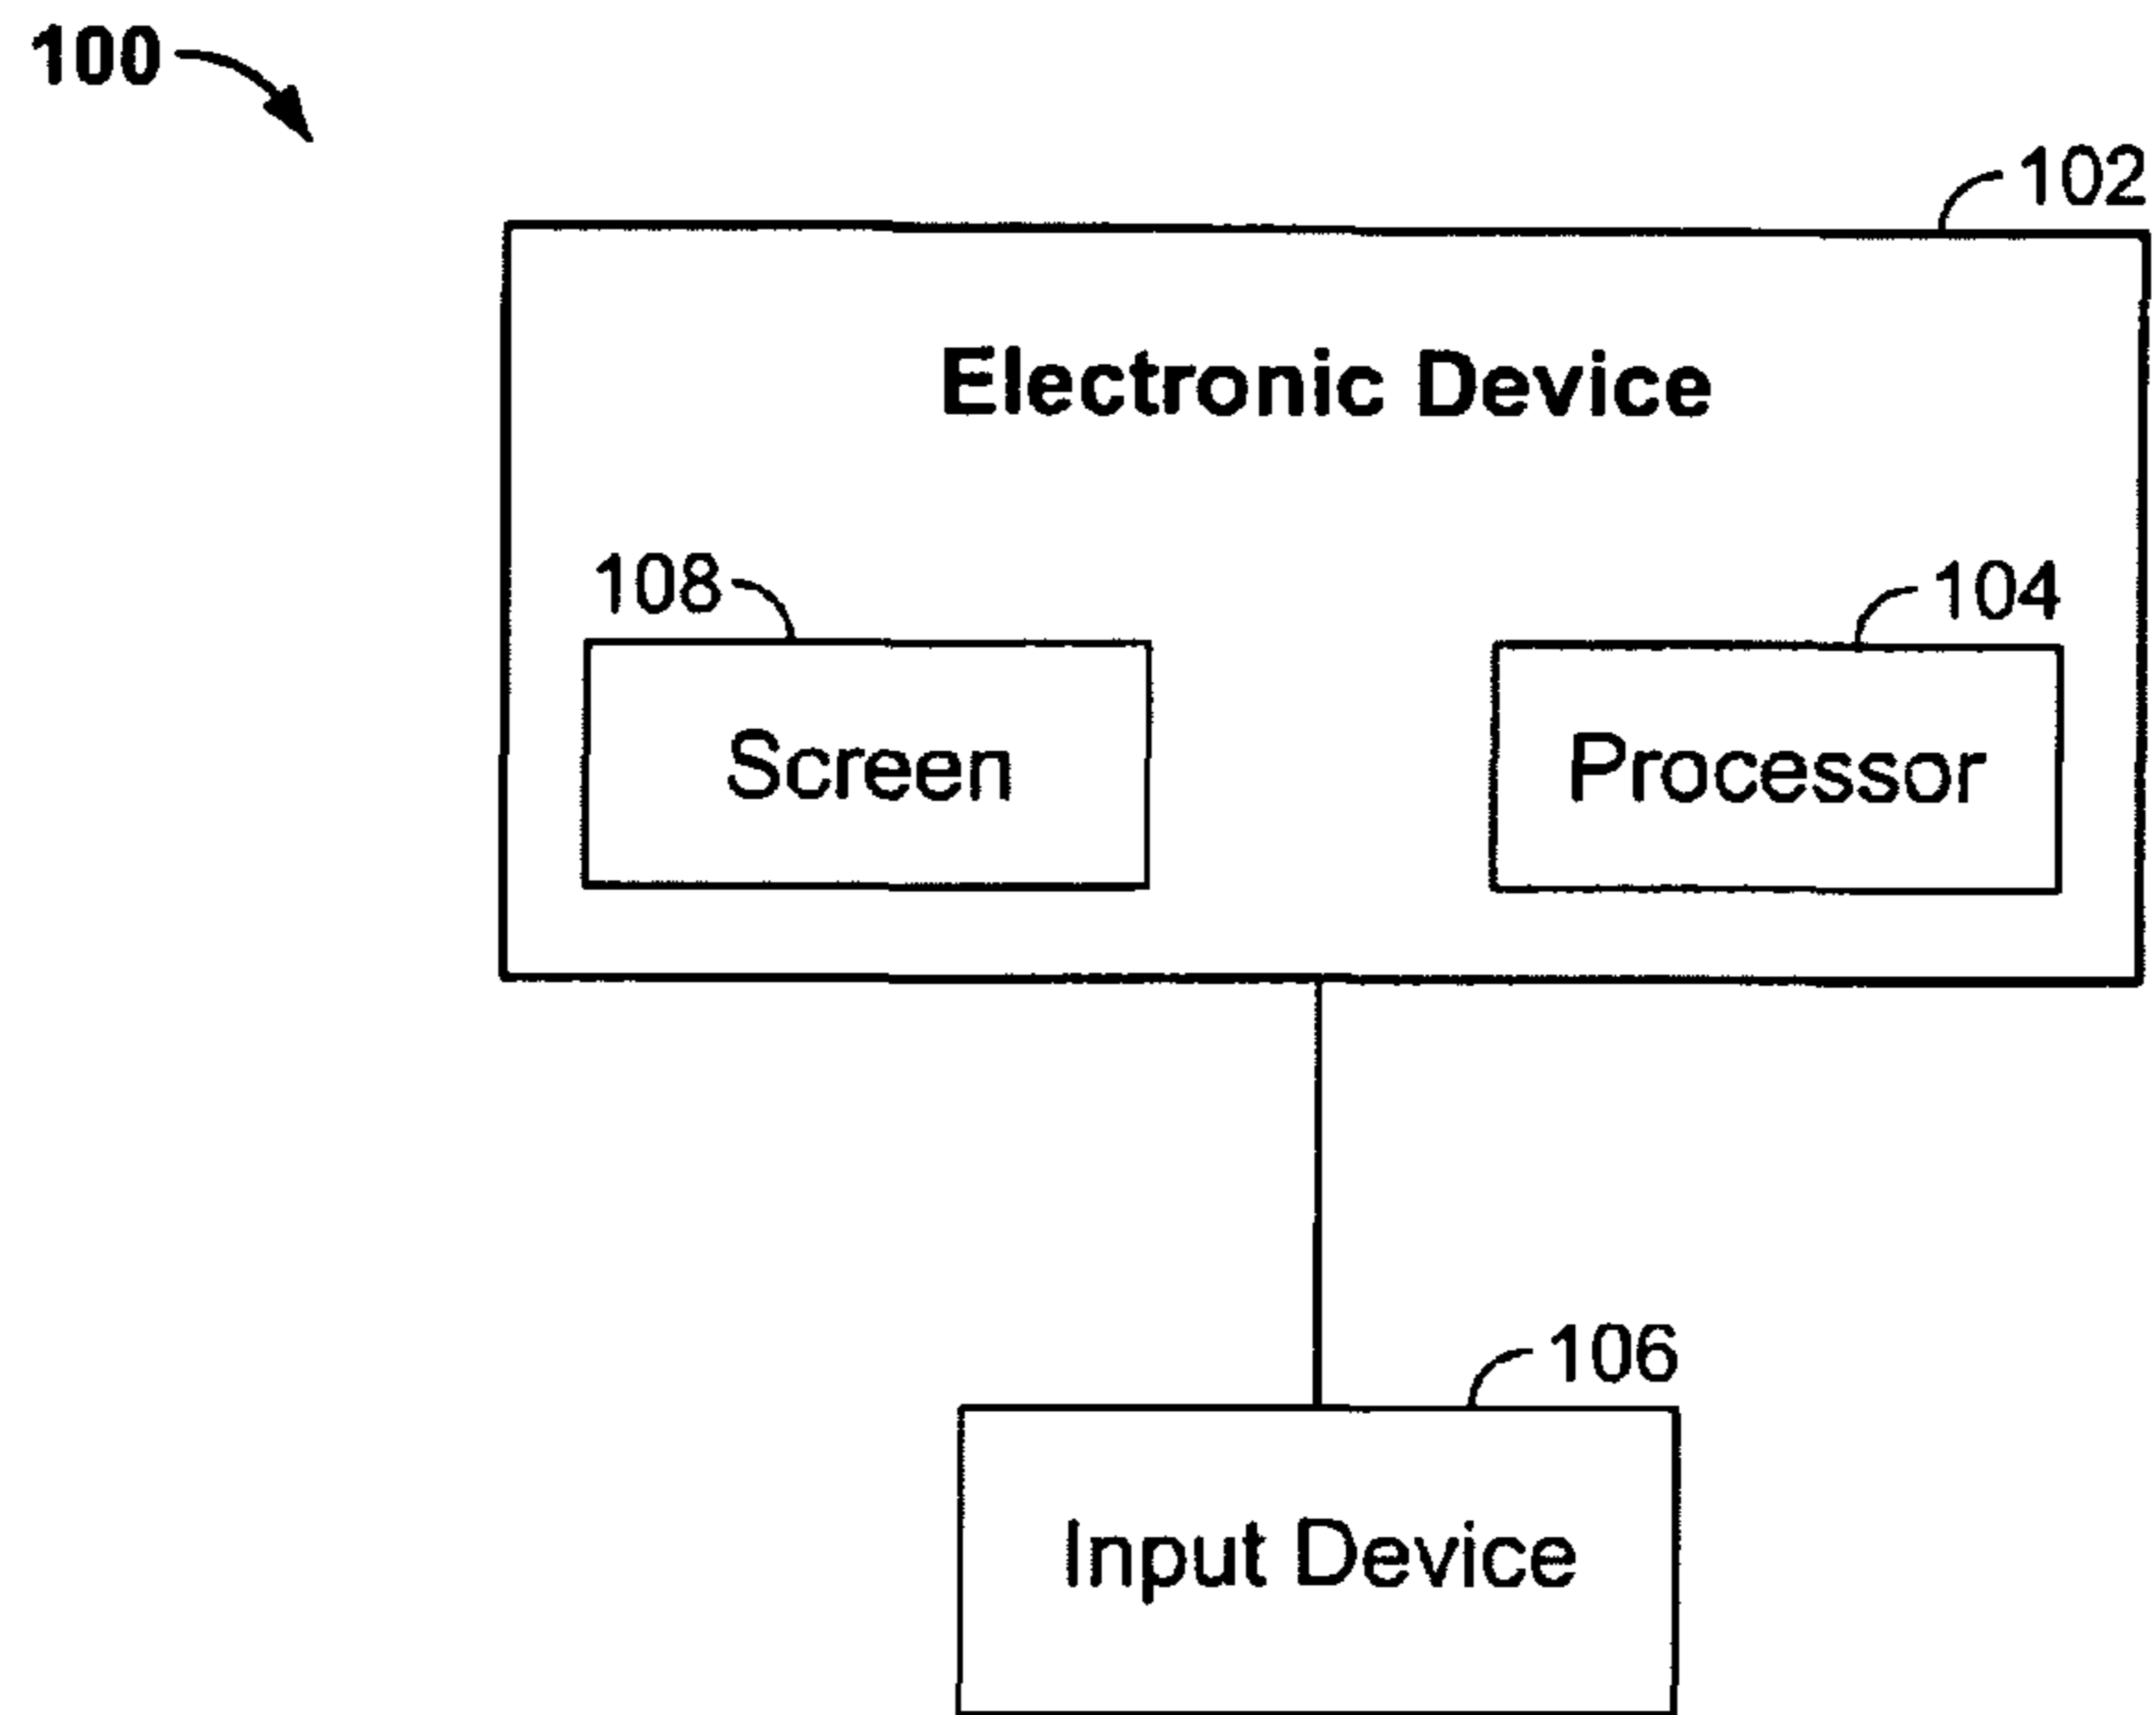 100
102
Electronic Device
108
104
Screen
Processor
106
Input Device